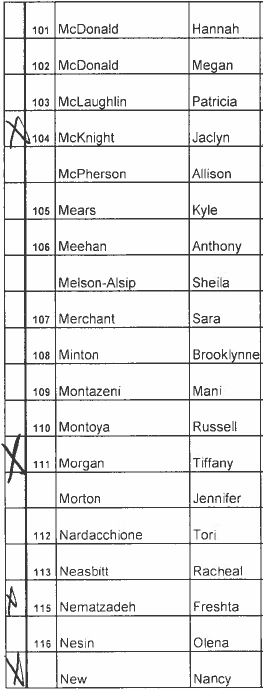 101 McDonald Hannah
102 McDonald Megan
103 McLaughlin Patricia
104 McKnight Jaclyn
McPherson Allison
105 Mears Kyle
106 Meehan Anthony
Melson-Alsip Sheila
107 Merchant Sara
108 Minton Brooklynne
109 Montazeni Mani
110 Montoya Russell
111 Morgan Tiffany
Morton Jennifer
112 Nardacchione Tori
113 Neasbitt Racheal
115 Nematzadeh Freshta
116 Nesin Olena
New Nancy